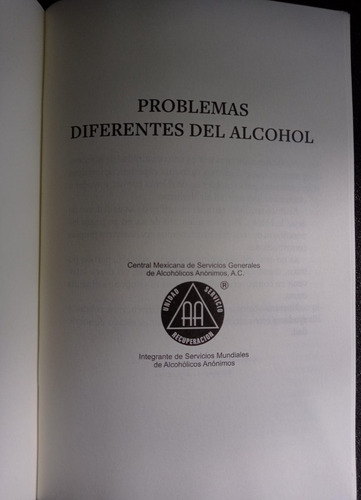 PROBLEMAS
DIFERENTES DEL ALCOHOL
Central Mexicana de Servicios Generales
de Alcohólicos Anónimos, A.C.
®
UNIDAD SERVICIO
AA
RECUPERACION
Integrante de Servicios Mundiales
de Alcohólicos Anónimos